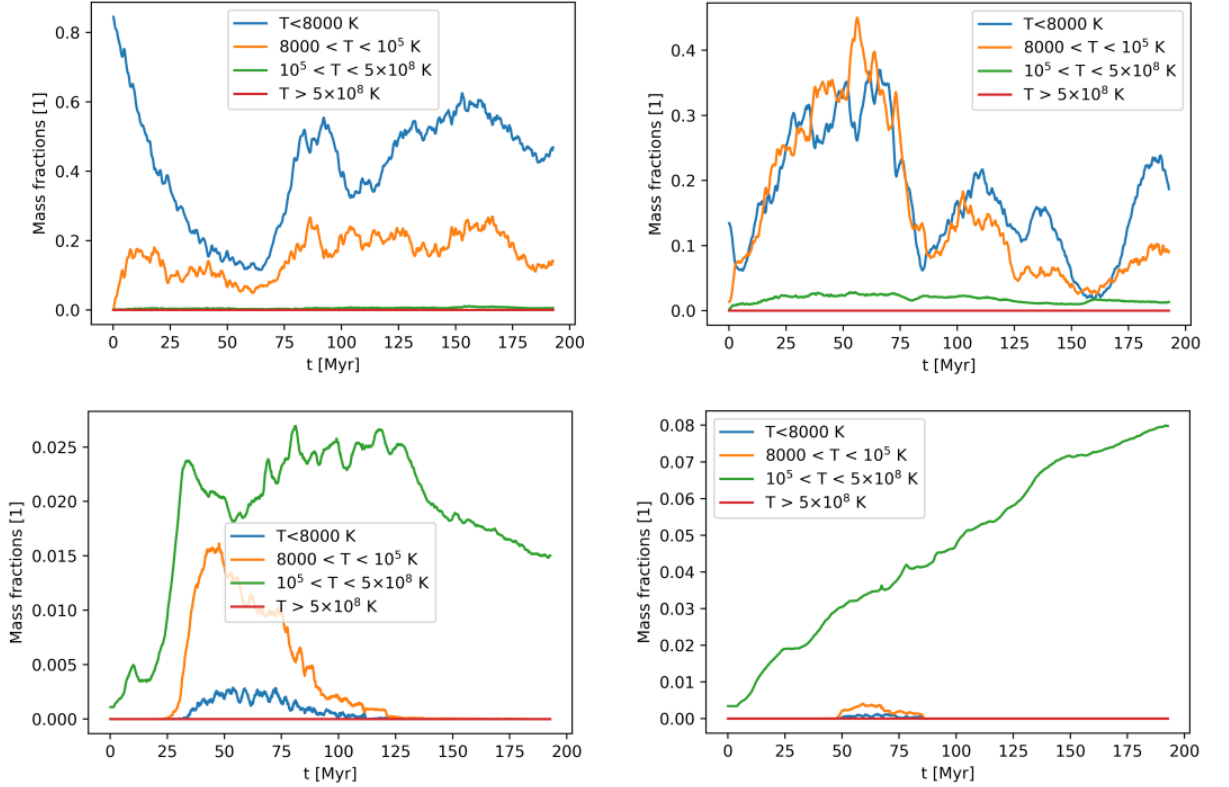 T<8000 K
8000 < T < 10⁵ K
10⁵ < T < 5×10⁸ K
T > 5×10⁸ K
Mass fractions [1]
0.8
0.6
0.4
0.2
0.0
0
25
50
75
100
125
150
175
200
t [Myr]
T<8000 K
8000 < T < 10⁵ K
10⁵ < T < 5×10⁸ K
T > 5×10⁸ K
Mass fractions [1]
0.4
0.3
0.2
0.1
0.0
0
25
50
75
100
125
150
175
200
t [Myr]
Mass fractions [1]
0.025
0.020
0.015
0.010
0.005
0.000
T<8000 K
8000 < T < 10⁵ K
10⁵ < T < 5×10⁸ K
T > 5×10⁸ K
0
25
50
75
100
125
150
175
200
t [Myr]
Mass fractions [1]
0.08
0.07
0.06
0.05
0.04
0.03
0.02
0.01
0.00
T<8000 K
8000 < T < 10⁵ K
10⁵ < T < 5×10⁸ K
T > 5×10⁸ K
0
25
50
75
100
125
150
175
200
t [Myr]